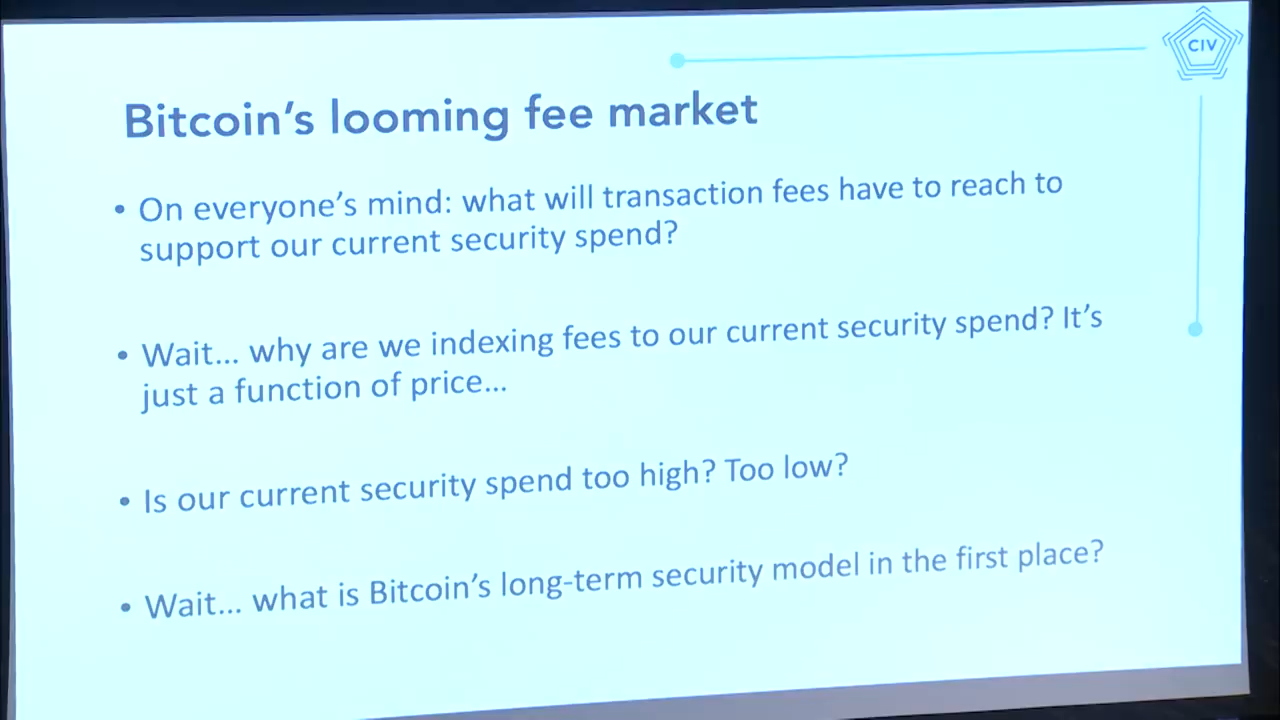 CIV
Bitcoin's looming fee market
• On everyone's mind: what will transaction fees have to reach to
support our current security spend?
• Wait... why are we indexing fees to our current security spend? It's
just a function of price...
• Is our current security spend too high? Too low?
• Wait... what is Bitcoin's long-term security model in the first place?